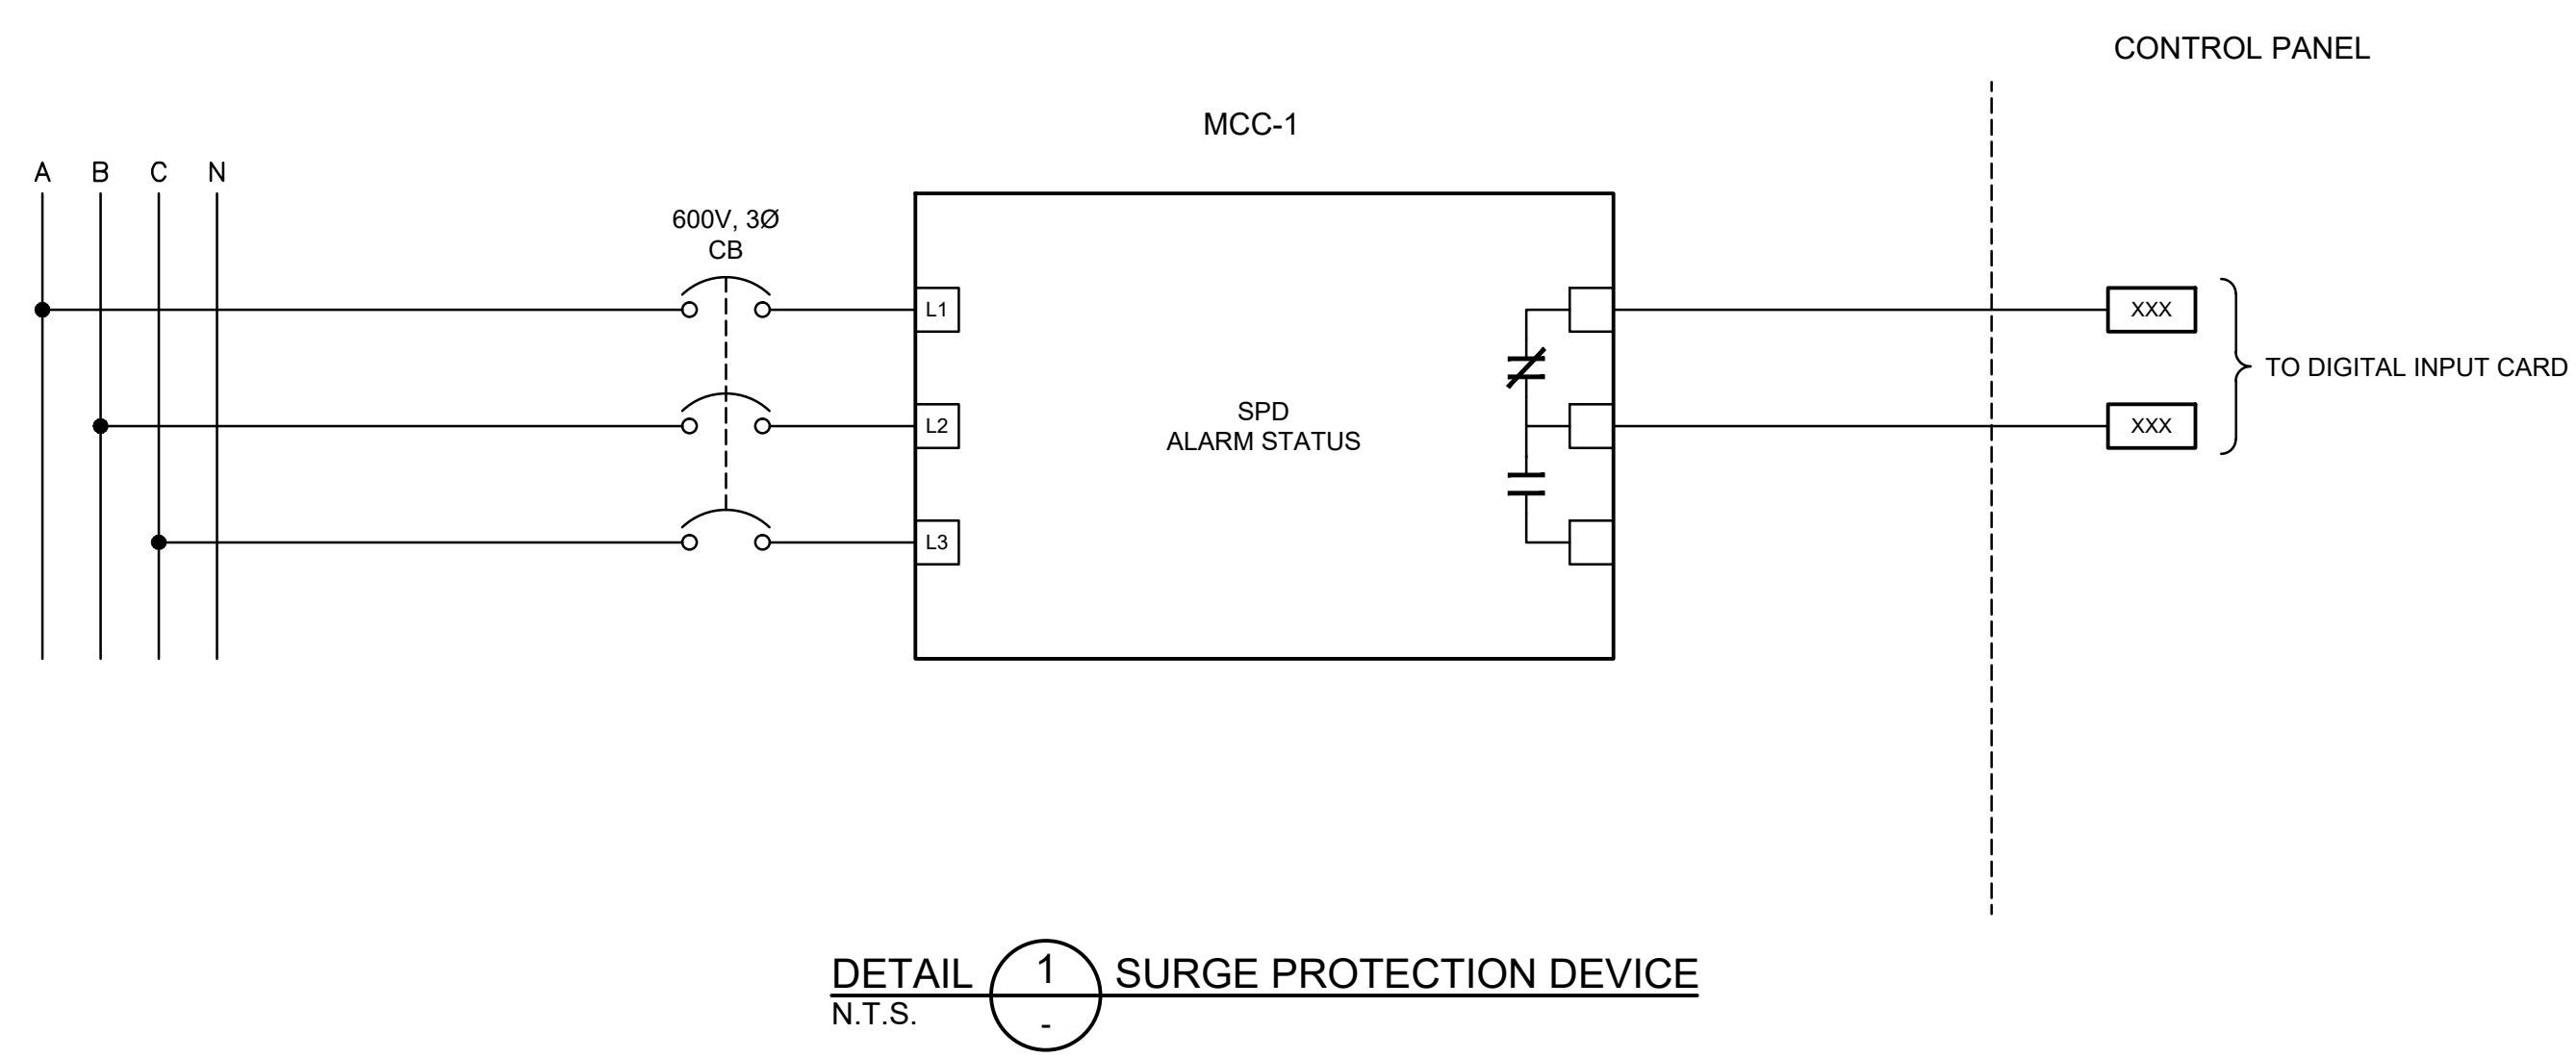 CONTROL PANEL
MCC-1
A B C N
600V, 3Ø
CB
L1
XXX
TO DIGITAL INPUT CARD
SPD
ALARM STATUS
L2
XXX
L3
DETAIL 1 SURGE PROTECTION DEVICE
N.T.S. -